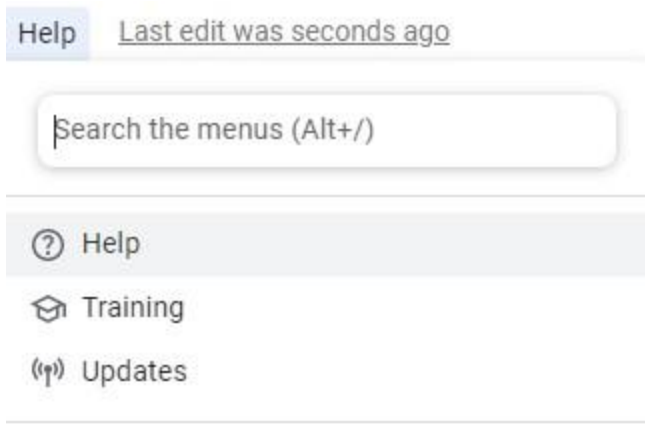 Help Last edit was seconds ago
Search the menus (Alt+/)
Help
Training
Updates